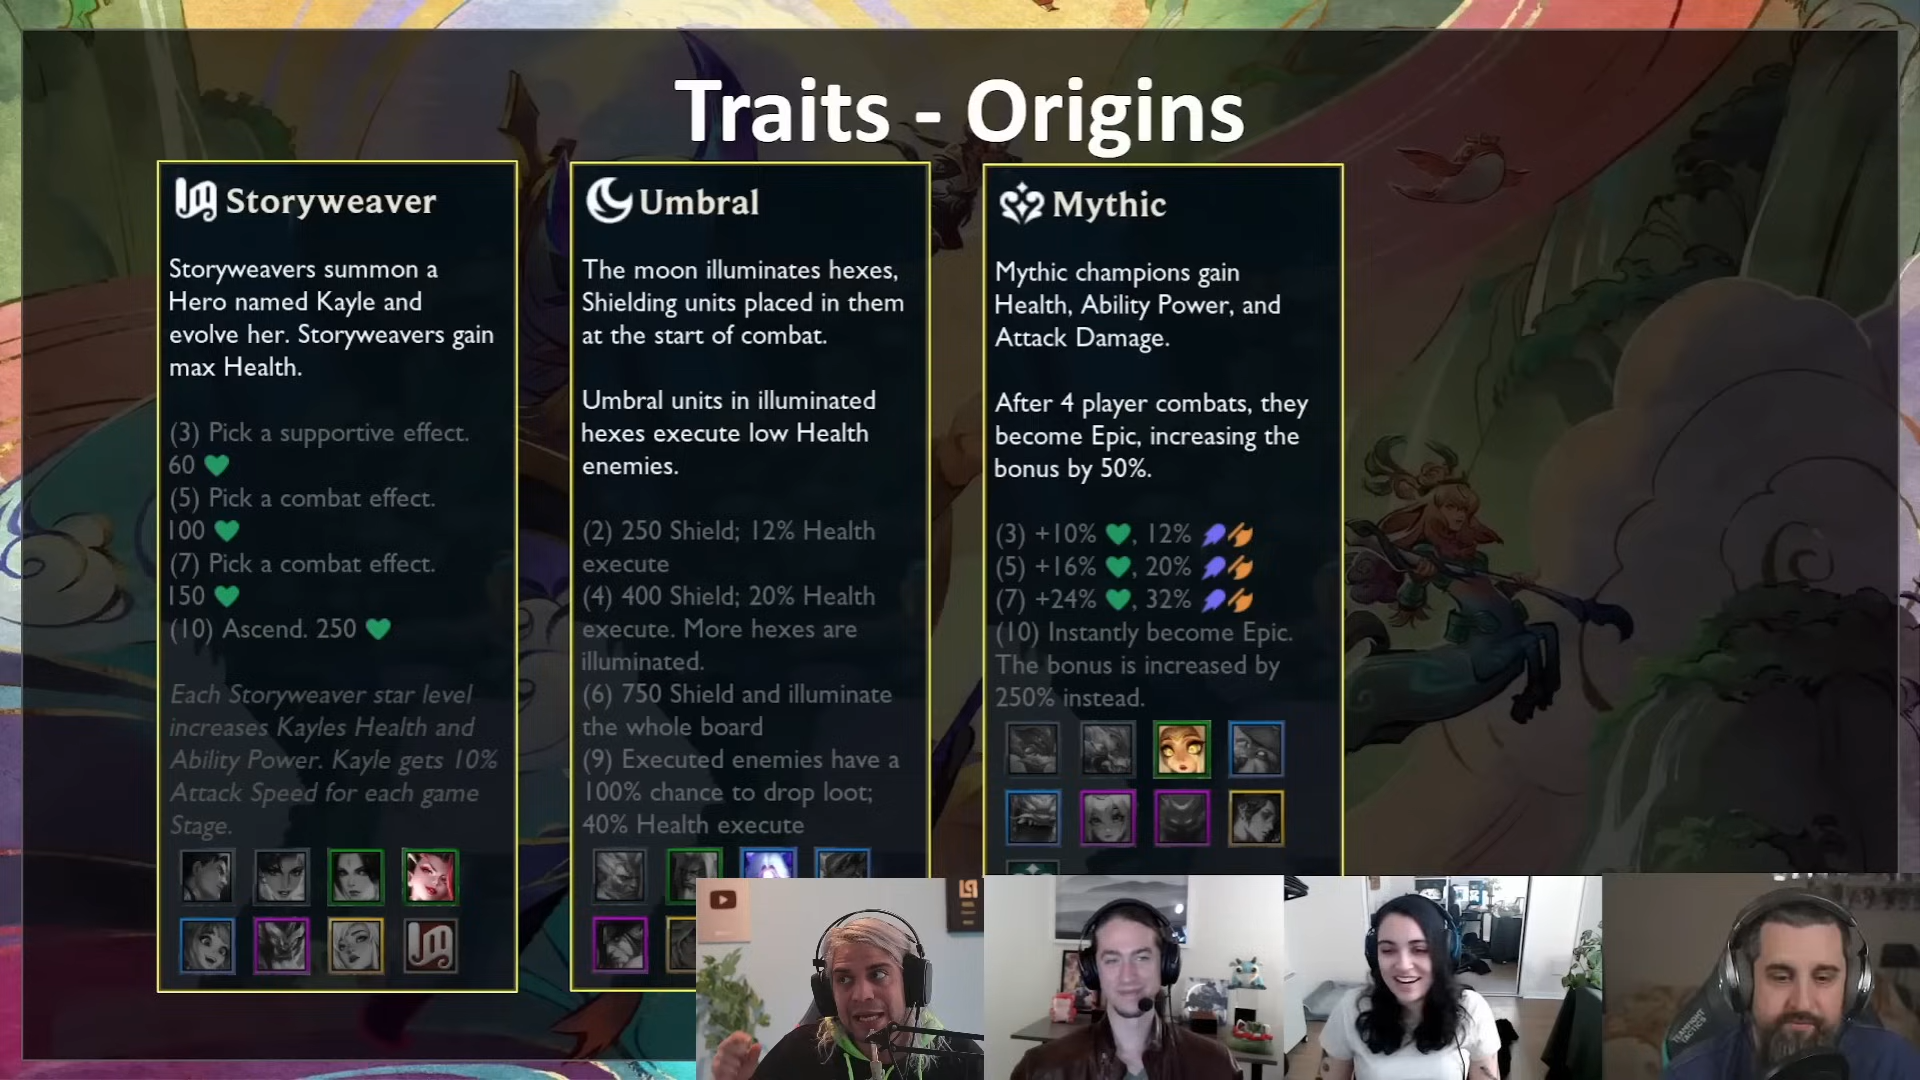 Traits - Origins
Storyweaver
Storyweavers summon a
Hero named Kayle and
evolve her. Storyweavers gain
max Health.
(3) Pick a supportive effect.
60
(5) Pick a combat effect.
100
(7) Pick a combat effect.
150
(10) Ascend. 250
Each Storyweaver star level
increases Kayles Health and
Ability Power. Kayle gets 10%
Attack Speed for each game
Stage.
Umbral
The moon illuminates hexes,
Shielding units placed in them
at the start of combat.
Umbral units in illuminated
hexes execute low Health
enemies.
(2) 250 Shield; 12% Health
execute
(4) 400 Shield; 20% Health
execute. More hexes are
illuminated.
(6) 750 Shield and illuminate
the whole board
(9) Executed enemies have a
100% chance to drop loot;
40% Health execute
Mythic
Mythic champions gain
Health, Ability Power, and
Attack Damage.
After 4 player combats, they
become Epic, increasing the
bonus by 50%.
(3) +10% , 12%
(5) +16% , 20%
(7) +24% , 32%
(10) Instantly become Epic.
The bonus is increased by
250% instead.
TEAMFIGHT
TACTICS